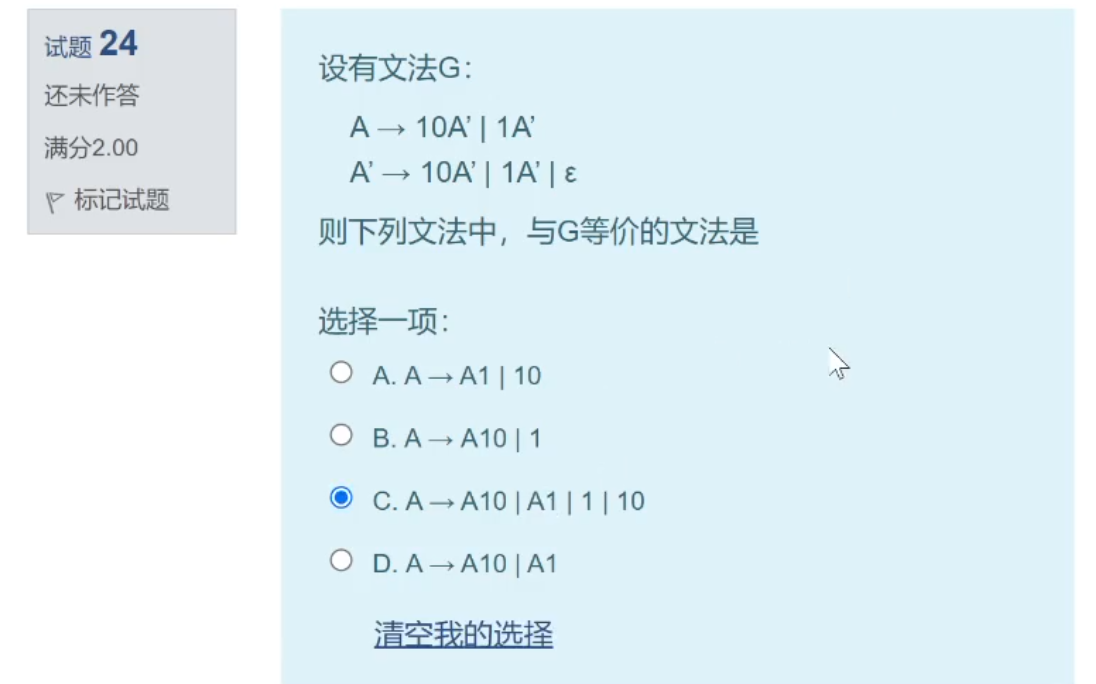 试题 24
还未作答
满分2.00
标记试题
设有文法G：
A → 10A’ | 1A’
A’ → 10A’ | 1A’ | ε
则下列文法中，与G等价的文法是
选择一项：
A. A → A1 | 10
B. A → A10 | 1
C. A → A10 | A1 | 1 | 10
D. A → A10 | A1
清空我的选择